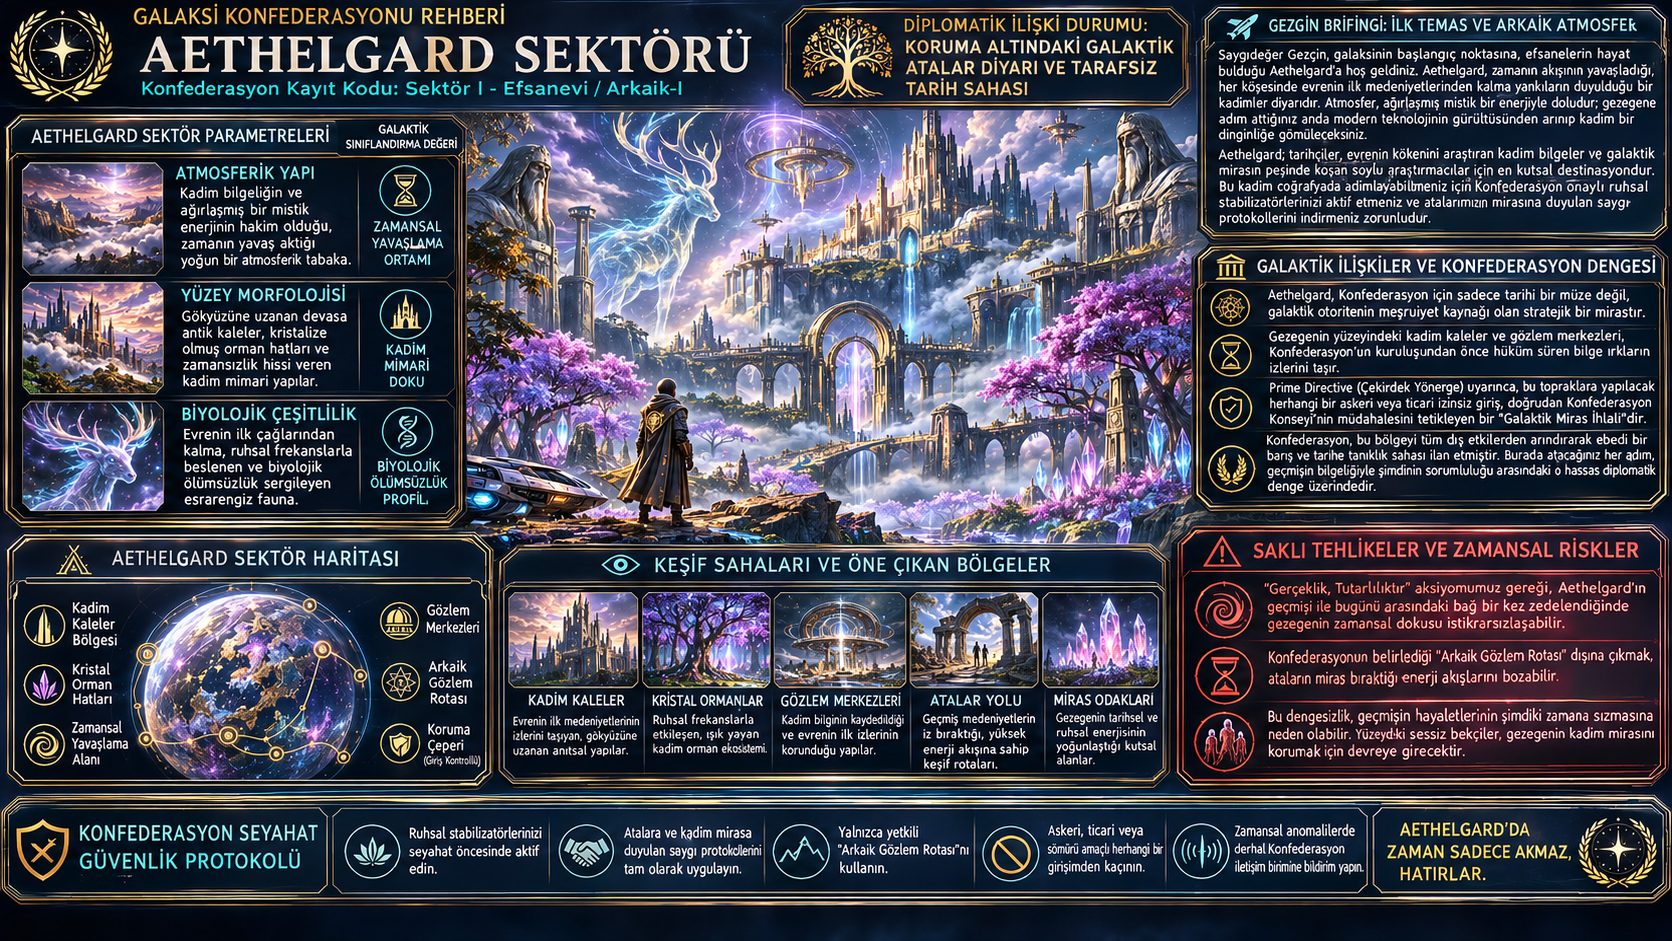 GALAKSİ KONFEDERASYONU REHBERİ
AETHELGARD SEKTÖRÜ
Konfederasyon Kayıt Kodu: Sektör I - Efsanevi / Arkaik-I
DİPLOMATİK İLİŞKİ DURUMU:
KORUMA ALTINDAKİ GALAKTİK
ATALAR DİYARI VE TARAFSIZ
TARİH SAHASI
GEZGİN BRİFİNGİ: İLK TEMAS VE ARKAİK ATMOSFER
Saygıdeğer Gezgin, galaksinin başlangıç noktasına, efsanelerin hayat
bulduğu Aethelgard'a hoş geldiniz. Aethelgard, zamanın akışının yavaşladığı,
her köşesinde evrenin ilk medeniyetlerinden kalma yankıların duyulduğu bir
kadimler diyarıdır. Atmosfer, ağırlaşmış mistik bir enerjiyle doludur; gezegene
adım attığınız anda modern teknolojinin gürültüsünden arınıp kadim bir
dinginliğe gömüleceksiniz.
Aethelgard; tarihçiler, evrenin kökenini araştıran kadim bilgeler ve galaktik
mirasın peşinde koşan soylu araştırmacılar için en kutsal destinasyondur.
Bu kadim coğrafyada adımlayabilmeniz için Konfederasyon onaylı ruhsal
stabilizatörlerinizi aktif etmeniz ve atalarımızın mirasına duyulan saygı
protokollerini indirmeniz zorunludur.
AETHELGARD SEKTÖR PARAMETRELERİ
GALAKTİK
SINIFLANDIRMA DEĞERİ
ATMOSFERİK YAPI
Kadim bilgeliğin ve
ağırlaşmış bir mistik
enerjinin hakim olduğu,
zamanın yavaş aktığı
yoğun bir atmosferik tabaka.
ZAMANSAL
YAVAŞLAMA
ORTAMI
YÜZEY MORFOLOJİSİ
Gökyüzüne uzanan devasa
antik kaleler, kristalize
olmuş orman hatları ve
zamansızlık hissi veren
kadim mimari yapılar.
KADİM
MİMARİ
DOKU
BİYOLOJİK ÇEŞİTLİLİK
Evrenin ilk çağlarından
kalma, ruhsal frekanslarla
beslenen ve biyolojik
ölümsüzlük sergileyen
esrarengiz fauna.
BİYOLOJİK
ÖLÜMSÜZLÜK
PROFİL.
GALAKTİK İLİŞKİLER VE KONFEDERASYON DENGESİ
Aethelgard, Konfederasyon için sadece tarihi bir müze değil,
galaktik otoritenin meşruiyet kaynağı olan stratejik bir mirastır.
Gezegenin yüzeyindeki kadim kaleler ve gözlem merkezleri,
Konfederasyon'un kuruluşundan önce hüküm süren bilge ırkların
izlerini taşır.
Prime Directive (Çekirdek Yönerge) uyarınca, bu topraklara yapılacak
herhangi bir askeri veya ticari izinsiz giriş, doğrudan Konfederasyon
Konseyi'nin müdahalesini tetikleyen bir "Galaktik Miras İhlali"dir.
Konfederasyon, bu bölgeyi tüm dış etkilerden arındırarak ebedi bir
barış ve tarihe tanıklık sahası ilan etmiştir. Burada atacağınız her adım,
geçmişin bilgeliğiyle şimdinin sorumluluğu arasındaki o hassas diplomatik
denge üzerindedir.
AETHELGARD SEKTÖR HARİTASI
Kadim
Kaleler
Bölgesi
Kristal
Orman
Hatları
Zamansal
Yavaşlama
Alanı
Gözlem
Merkezleri
Arkaik
Gözlem
Rotası
Koruma
Çeperi
(Giriş Kontrollü)
KEŞİF SAHALARI VE ÖNE ÇIKAN BÖLGELER
KADİM KALELER
Evrenin ilk medeniyetlerinin
izlerini taşıyan, gökyüzüne
uzanan anıtsal yapılar.
KRİSTAL ORMANLAR
Ruhsal frekanslarla
etkileşen, ışık yayan
kadim orman ekosistemi.
GÖZLEM MERKEZLERİ
Kadim bilginin kaydedildiği
ve evrenin ilk izlerinin
korunduğu yapılar.
ATALAR YOLU
Geçmiş medeniyetlerin
iz bıraktığı, yüksek
enerji akışına sahip
keşif rotaları.
MİRAS ODAKLARI
Gezegenin tarihsel ve
ruhsal enerjisinin
yoğunlaştığı kutsal
alanlar.
SAKLI TEHLİKELER VE ZAMANSAL RİSKLER
"Gerçeklik, Tutarlılıktır" aksiyomumuz gereği, Aethelgard'ın
geçmişi ile bugünü arasındaki bağ bir kez zedelendiğinde
gezegenin zamansal dokusu istikrarsızlaşabilir.
Konfederasyonun belirlediği "Arkaik Gözlem Rotası" dışına çıkmak,
ataların miras bıraktığı enerji akışlarını bozabilir.
Bu dengesizlik, geçmişin hayaletlerinin şimdiki zamana sızmasına
neden olabilir. Yüzeydeki sessiz bekçiler, gezegenin kadim mirasını
korumak için devreye girecektir.
KONFEDERASYON SEYAHAT
GÜVENLİK PROTOKOLÜ
Ruhsal stabilizatörlerinizi
seyahat öncesinde aktif
edin.
Atalara ve kadim mirasa
duyulan saygı protokollerini
tam olarak uygulayın.
Yalnızca yetkili
"Arkaik Gözlem Rotası"nı
kullanın.
Askeri, ticari veya
sömürü amaçlı herhangi bir
girişimden kaçının.
Zamansal anomalilerde
derhal Konfederasyon
iletişim birimine bildirim yapın.
AETHELGARD'DA
ZAMAN SADECE AKMAZ,
HATIRLAR.